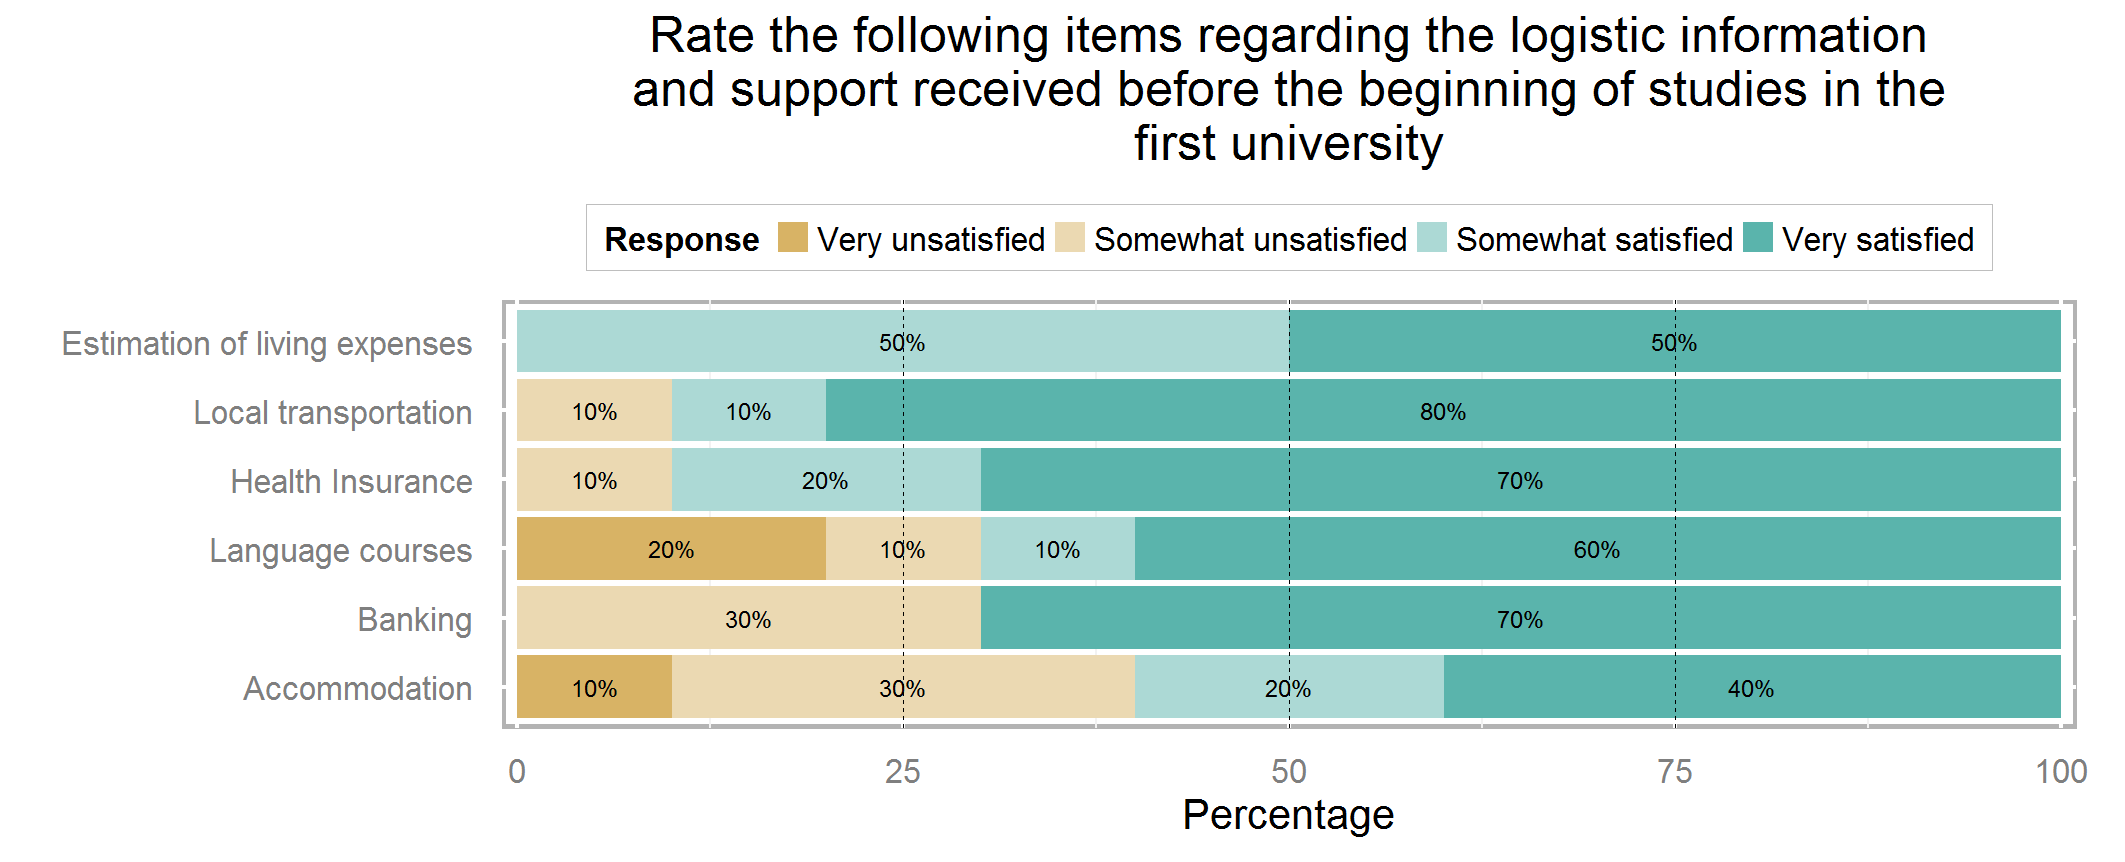 Rate the following items regarding the logistic information
and support received before the beginning of studies in the
first university
Response Very unsatisfied Somewhat unsatisfied Somewhat satisfied Very satisfied
Estimation of living expenses 50% 50%
Local transportation 10% 10% 80%
Health Insurance 10% 20% 70%
Language courses 20% 10% 10% 60%
Banking 30% 70%
Accommodation 10% 30% 20% 40%
0 25 50 75 100
Percentage